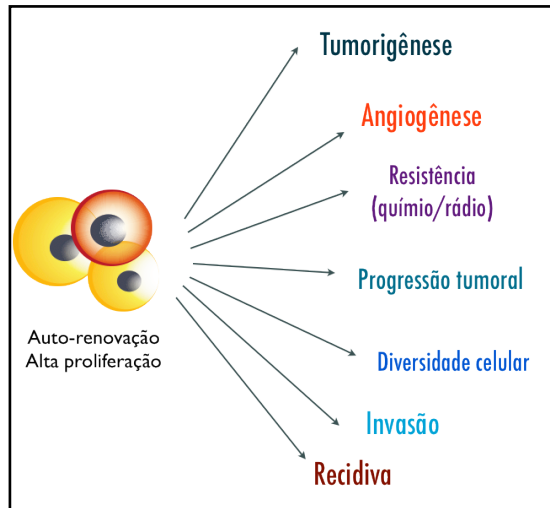 Tumorigênese
Angiogênese
Resistência
(químio/rádio)
Progressão tumoral
Auto-renovação
Alta proliferação
Diversidade celular
Invasão
Recidiva